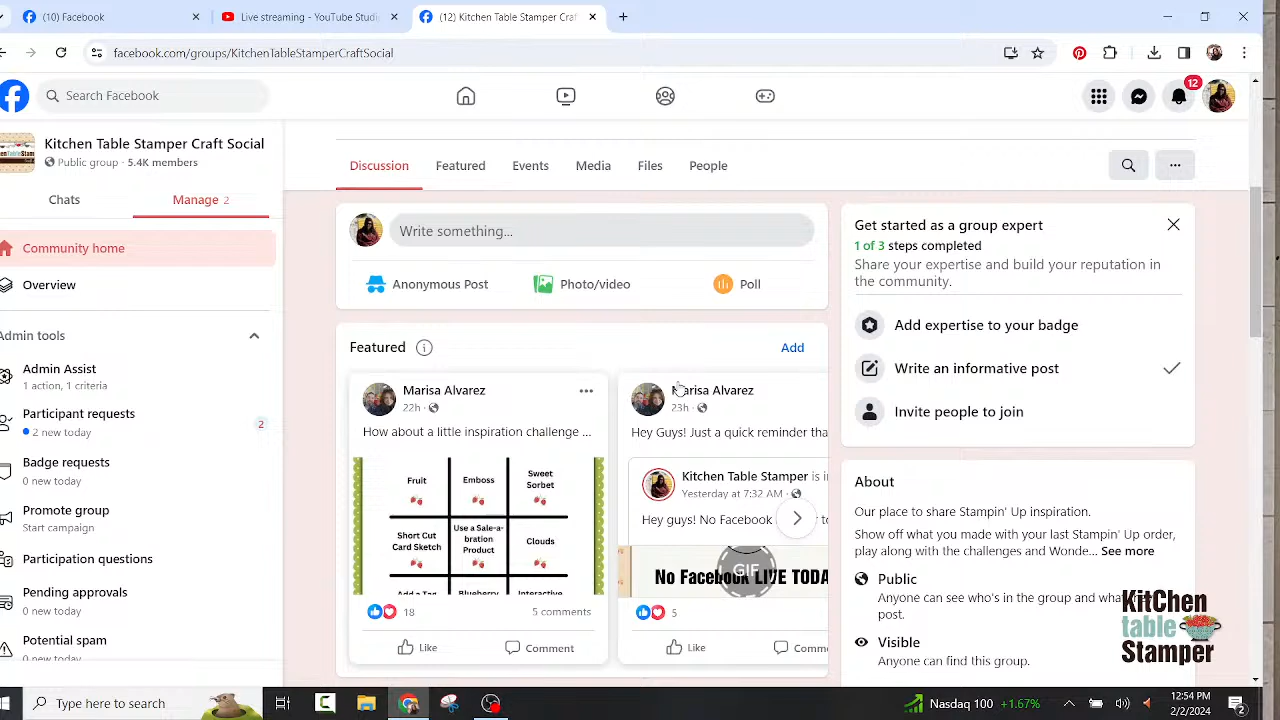 (10) Facebook
Live streaming - YouTube Studio
(12) Kitchen Table Stamper Craft
facebook.com/groups/KitchenTableStamperCraftSocial
Search Facebook
12
Kitchen Table Stamper Craft Social
Public group · 5.4K members
Chats
Manage 2
Community home
Overview
Admin tools
Admin Assist
1 action, 1 criteria
Participant requests
2 new today
2
Badge requests
0 new today
Promote group
Start campaign
Participation questions
Pending approvals
0 new today
Potential spam
0 new today
Discussion
Featured
Events
Media
Files
People
Write something...
Anonymous Post
Photo/video
Poll
Featured
Add
Marisa Alvarez
22h ·
How about a little inspiration challenge ...
Fruit
Emboss
Sweet
Sorbet
Short Cut
Card Sketch
Use a Sale-a-
bration
Product
Clouds
Add a Tag
Blueberry
18
5 comments
Like
Comment
Marisa Alvarez
23h ·
Hey Guys! Just a quick reminder tha
Kitchen Table Stamper is i
Yesterday at 7:32 AM ·
Hey guys! No Facebook
No Facebook LIVE TODA
GIF
5
Like
Comm
Get started as a group expert
1 of 3 steps completed
Share your expertise and build your reputation in
the community.
Add expertise to your badge
Write an informative post
Invite people to join
About
Our place to share Stampin' Up inspiration.
Show off what you made with your last Stampin' Up order,
play along with the challenges and Wonde... See more
Public
Anyone can see who's in the group and wha
post.
Visible
Anyone can find this group.
kitchen
table
Stamper
Type here to search
Nasdaq 100 +1.67%
12:54 PM
2/2/2024